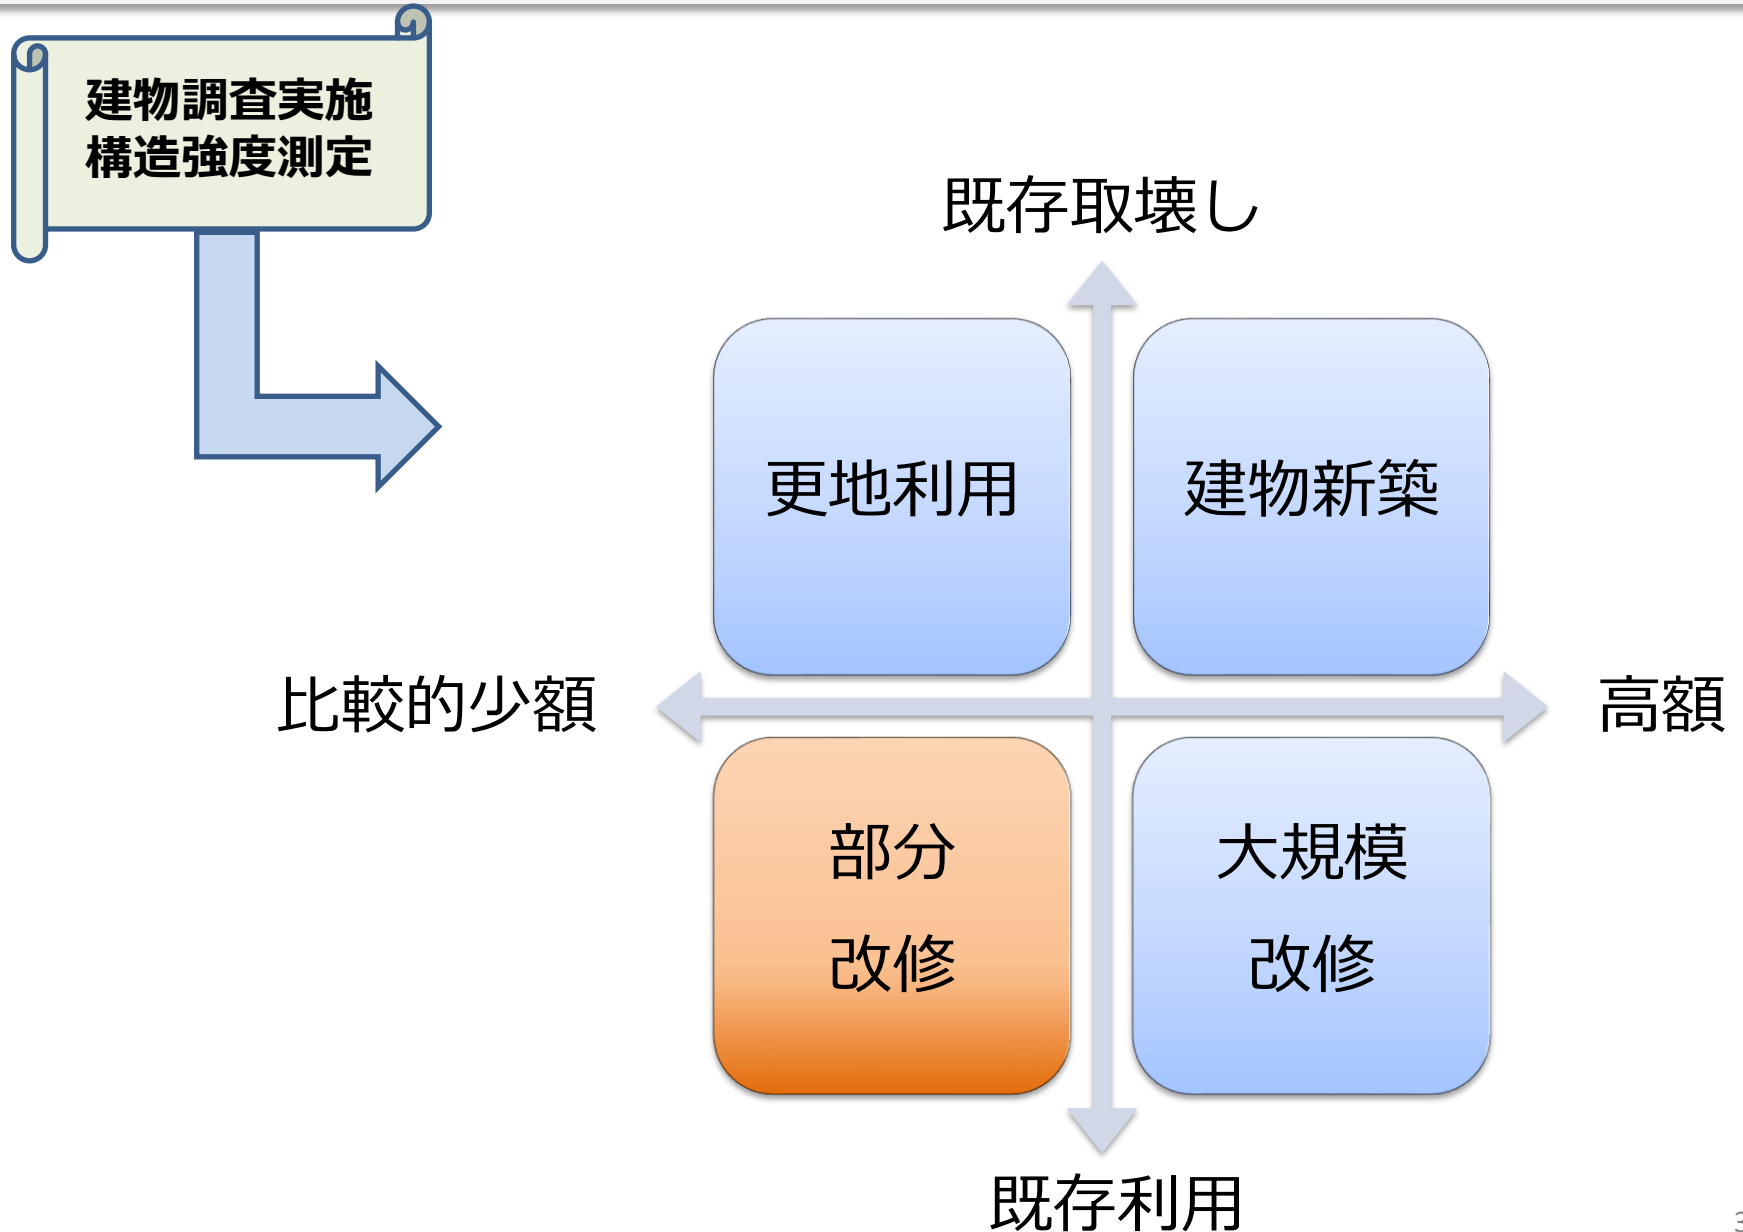 建物調査実施
構造強度測定
既存取壊し
更地利用
建物新築
比較的少額
高額
部分
改修
大規模
改修
既存利用